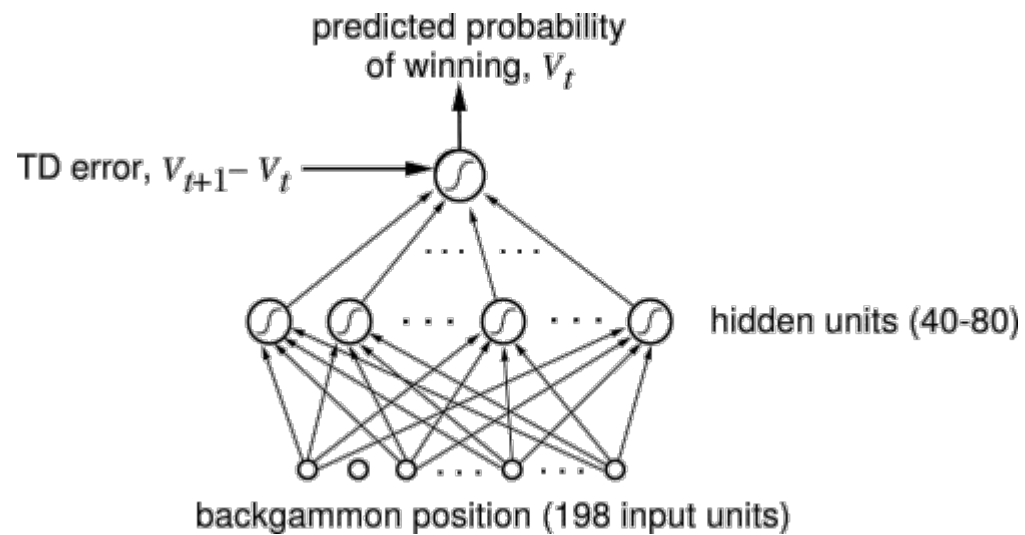 predicted probability
of winning, Vₜ
TD error, Vₜ₊₁– Vₜ
. . . . . .
. . . . . .
hidden units (40-80)
. . . . . .
backgammon position (198 input units)